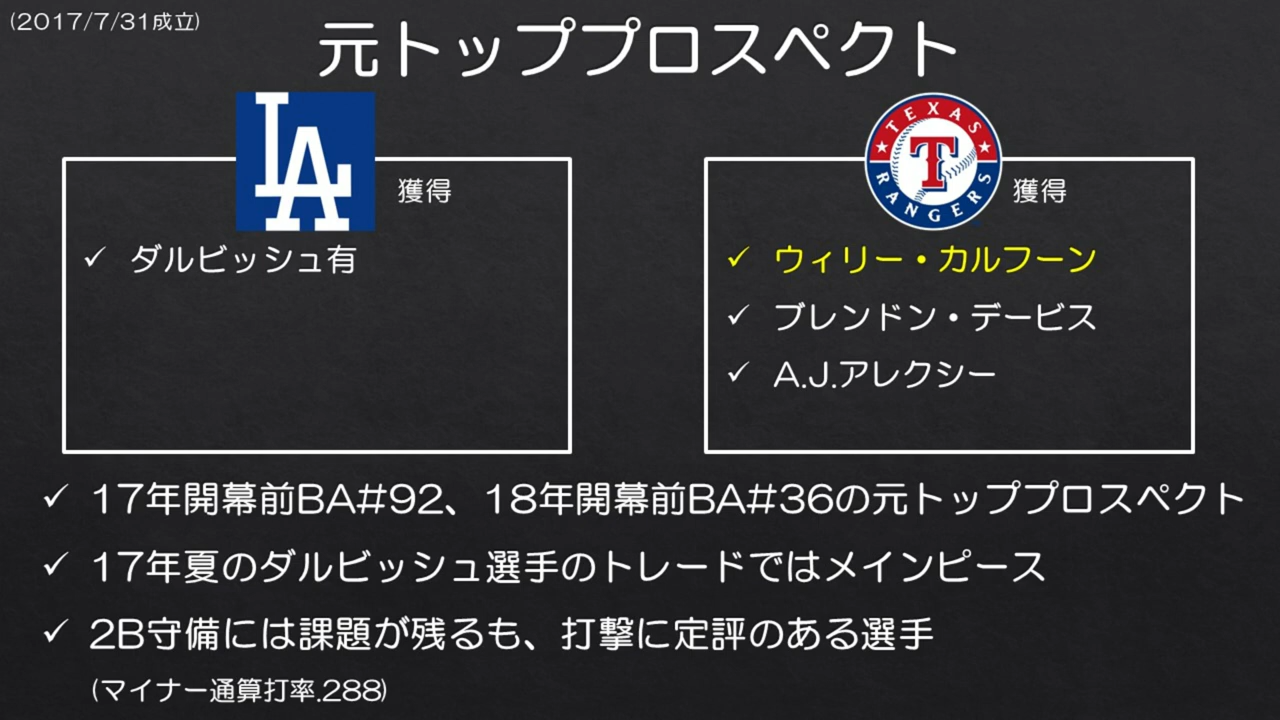 (2017/7/31成立)
元トッププロスペクト
LA
獲得
✓ ダルビッシュ有
TEXAS
T
RANGERS
獲得
✓ ウィリー・カルフーン
✓ ブレンドン・デービス
✓ A.J.アレクシー
✓ 17年開幕前BA#92、18年開幕前BA#36の元トッププロスペクト
✓ 17年夏のダルビッシュ選手のトレードではメインピース
✓ 2B守備には課題が残るも、打撃に定評のある選手
(マイナー通算打率.288)